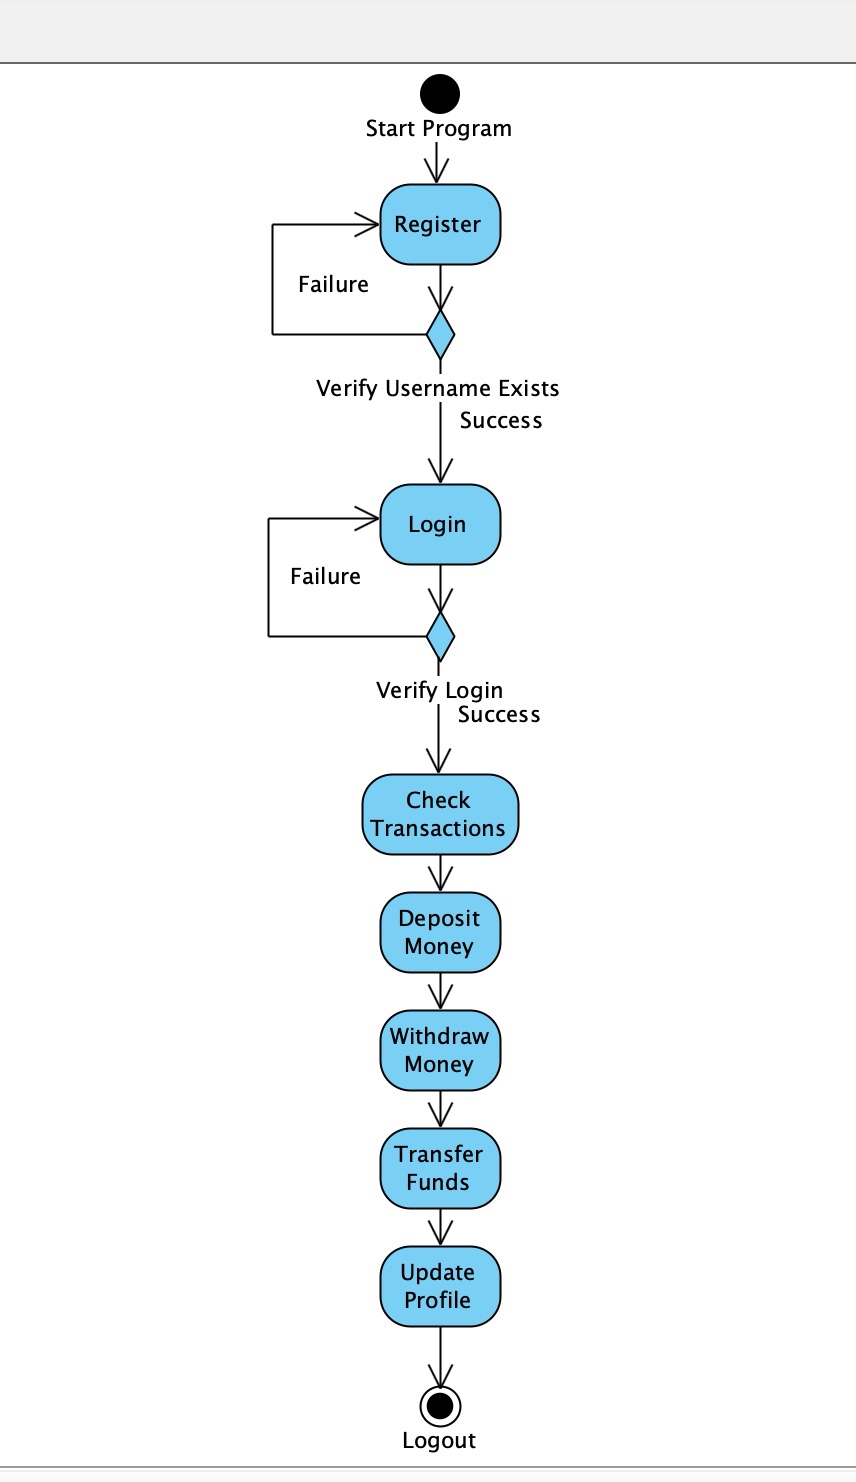 Start Program
Register
Failure
Verify Username Exists
Success
Login
Failure
Verify Login
Success
Check
Transactions
Deposit
Money
Withdraw
Money
Transfer
Funds
Update
Profile
Logout